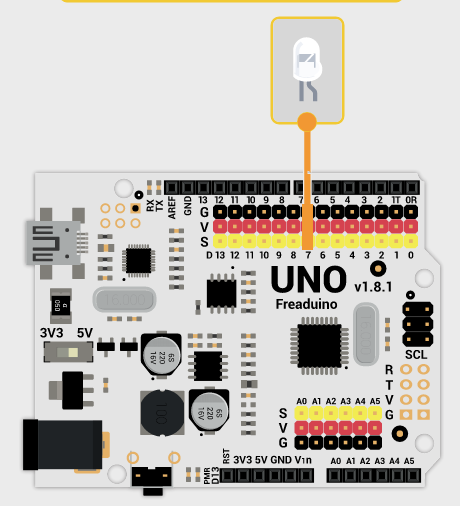 RX
TX
AREF
GND
13 12 11 10 9 8 7 6 5 4 3 2 1T 0R
G
V
S
D 13 12 11 10 9 8 7 6 5 4 3 2 1 0
UNO v1.8.1
Freaduino
050
3V3 5V
220
16V
6S
100
220
16V
6S
SCL
R
T
V
G
A0 A1 A2 A3 A4 A5
S
V
G
PMR
D13
RST 3V3 5V GND
A0 A1 A2 A3 A4 A5